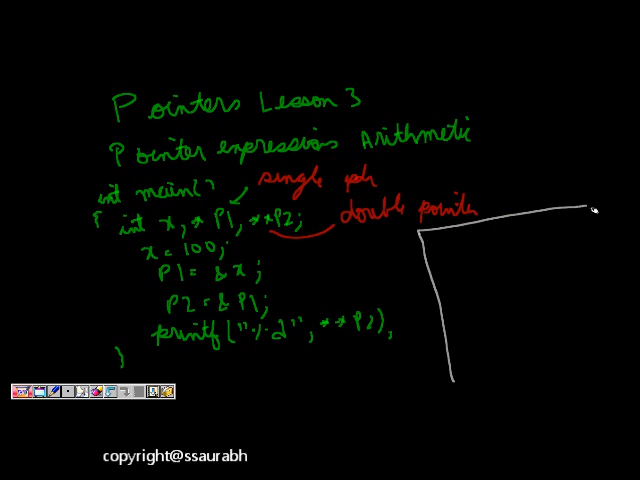 Pointers Lesson 3
Pointer expressions Arithmetic
int main()
single ptr
{ int x, * P1, **P2;
double pointer
x = 100;
P1 = & x;
P2 = & P1;
printf ("%d", **P2);
}
copyright@ssaurabh